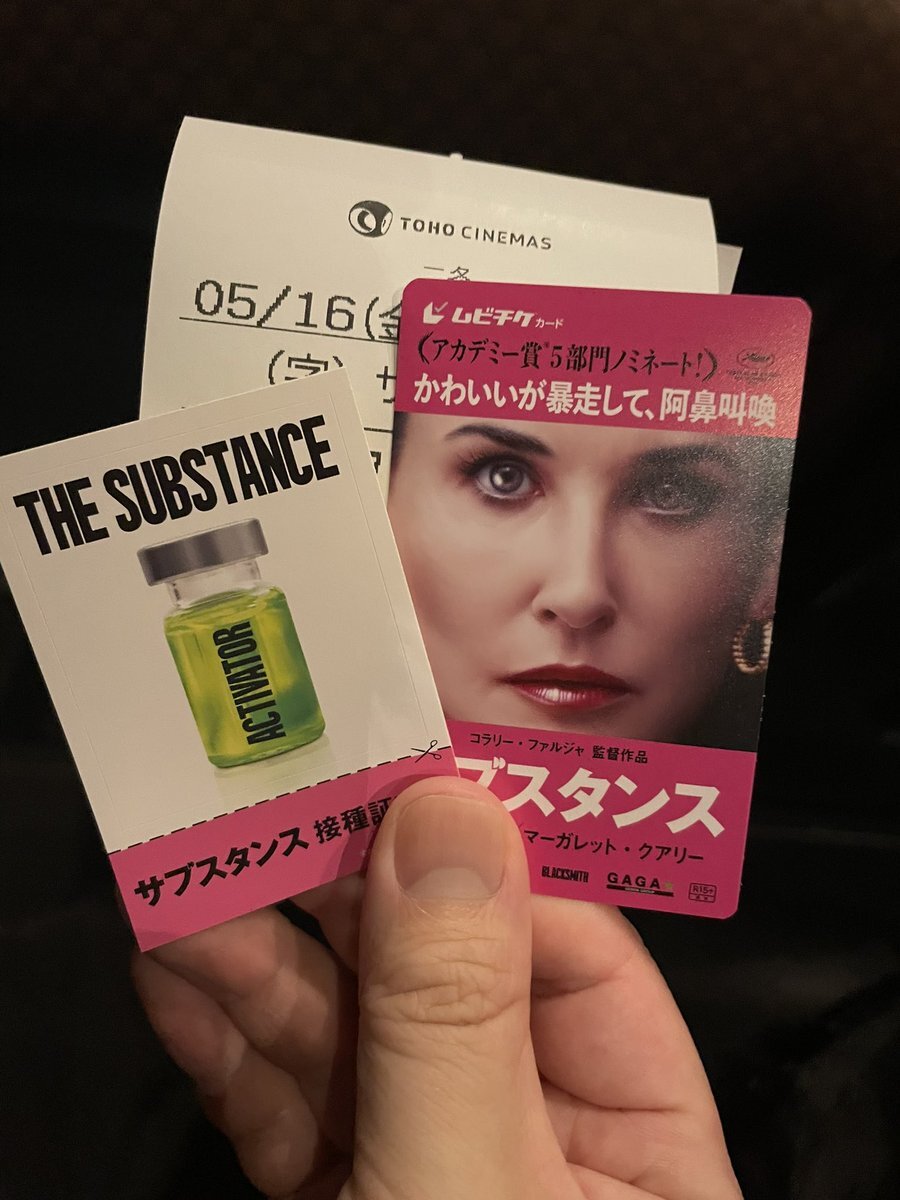 TOHO CINEMAS
二条
05/16(金
(字) サ
ムビチケ カード
《アカデミー賞®5部門ノミネート!》
かわいいが暴走して、阿鼻叫喚
コラリー・ファルジャ 監督作品
ブスタンス
マーガレット・クアリー
BLACKSMITH
GAGA
R15+
THE SUBSTANCE
ACTIVATOR
サブスタンス 接種証